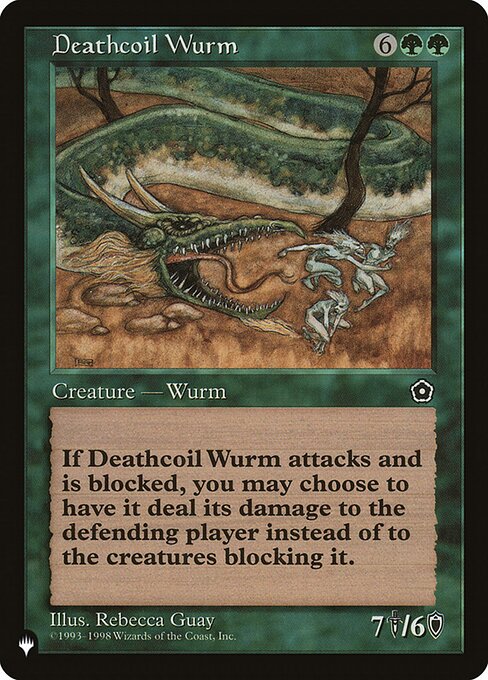 Deathcoil Wurm 6
Creature — Wurm
If Deathcoil Wurm attacks and
is blocked, you may choose to
have it deal its damage to the
defending player instead of to
the creatures blocking it.
Illus. Rebecca Guay
7/6
©1993–1998 Wizards of the Coast, Inc.